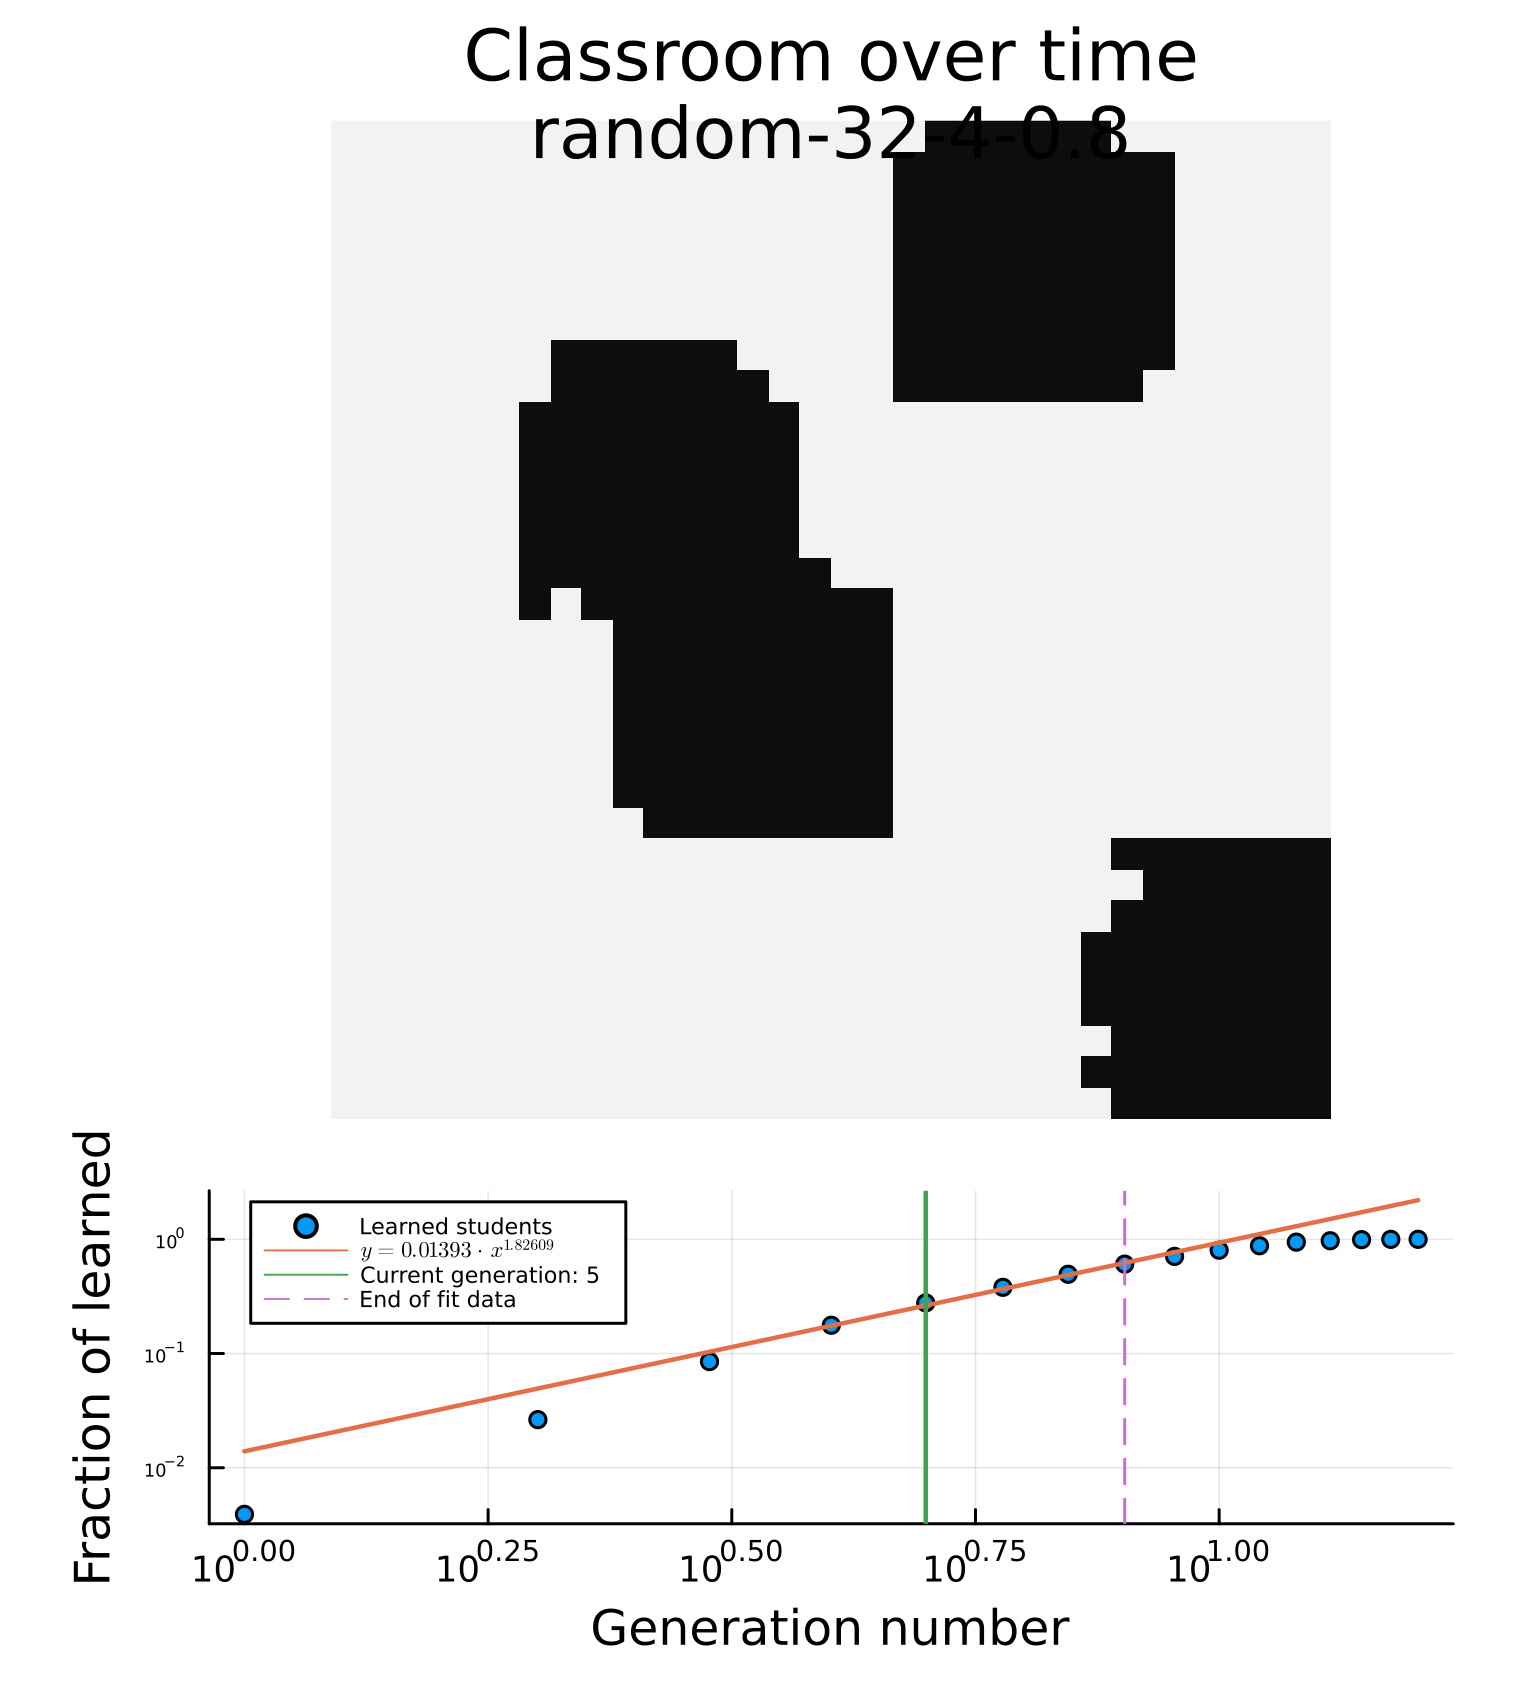 Classroom over time
random-32-4-0.8
Fraction of learned
10⁰
10⁻¹
10⁻²
Learned students
y = 0.01393 · x^1.82609
Current generation: 5
End of fit data
10^0.00 10^0.25 10^0.50 10^0.75 10^1.00
Generation number